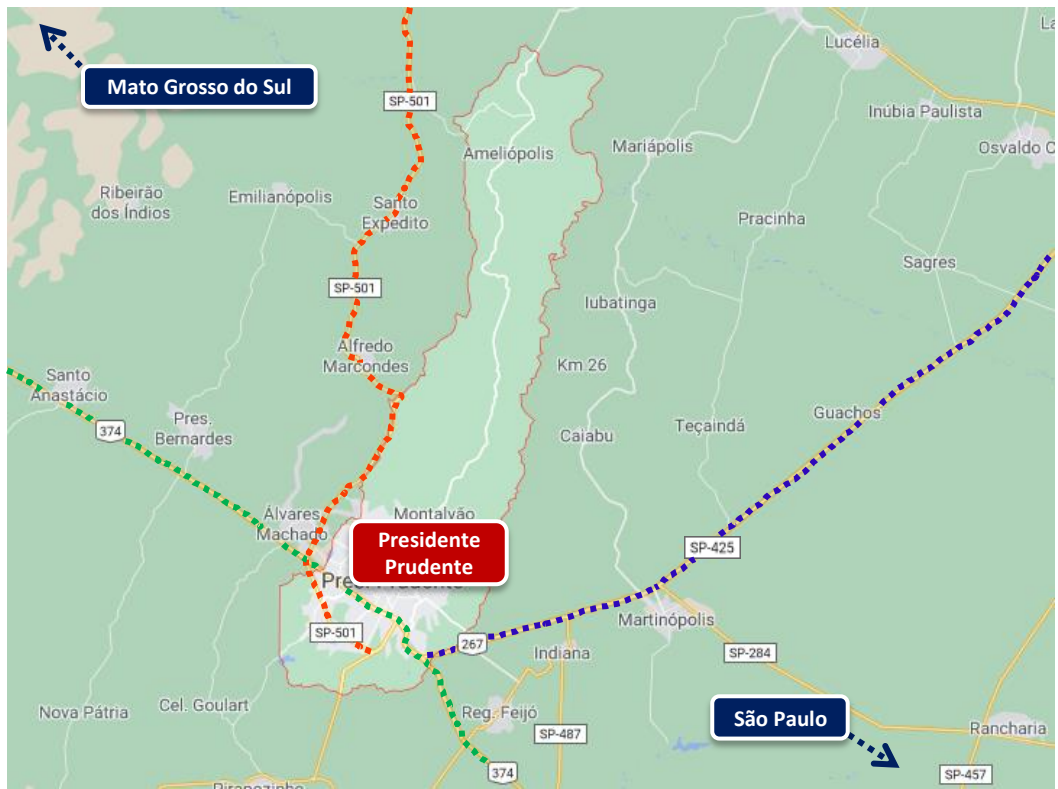 Lucélia
Mato Grosso do Sul
SP-501
Inúbia Paulista
Ameliópolis
Mariápolis
Osvaldo C
Ribeirão
dos Índios
Emilianópolis
Santo
Expedito
Pracinha
Sagres
SP-501
Iubatinga
Alfredo
Marcondes
Km 26
Santo
Anastácio
Pres.
Bernardes
374
Guachos
Teçaindá
Caiabu
Álvares
Machado
Montalvão
Presidente
Prudente
SP-425
Martinópolis
SP-501
267
Indiana
SP-284
Nova Pátria
Cel. Goulart
Reg. Feijó
São Paulo
Rancharia
SP-487
374
SP-457